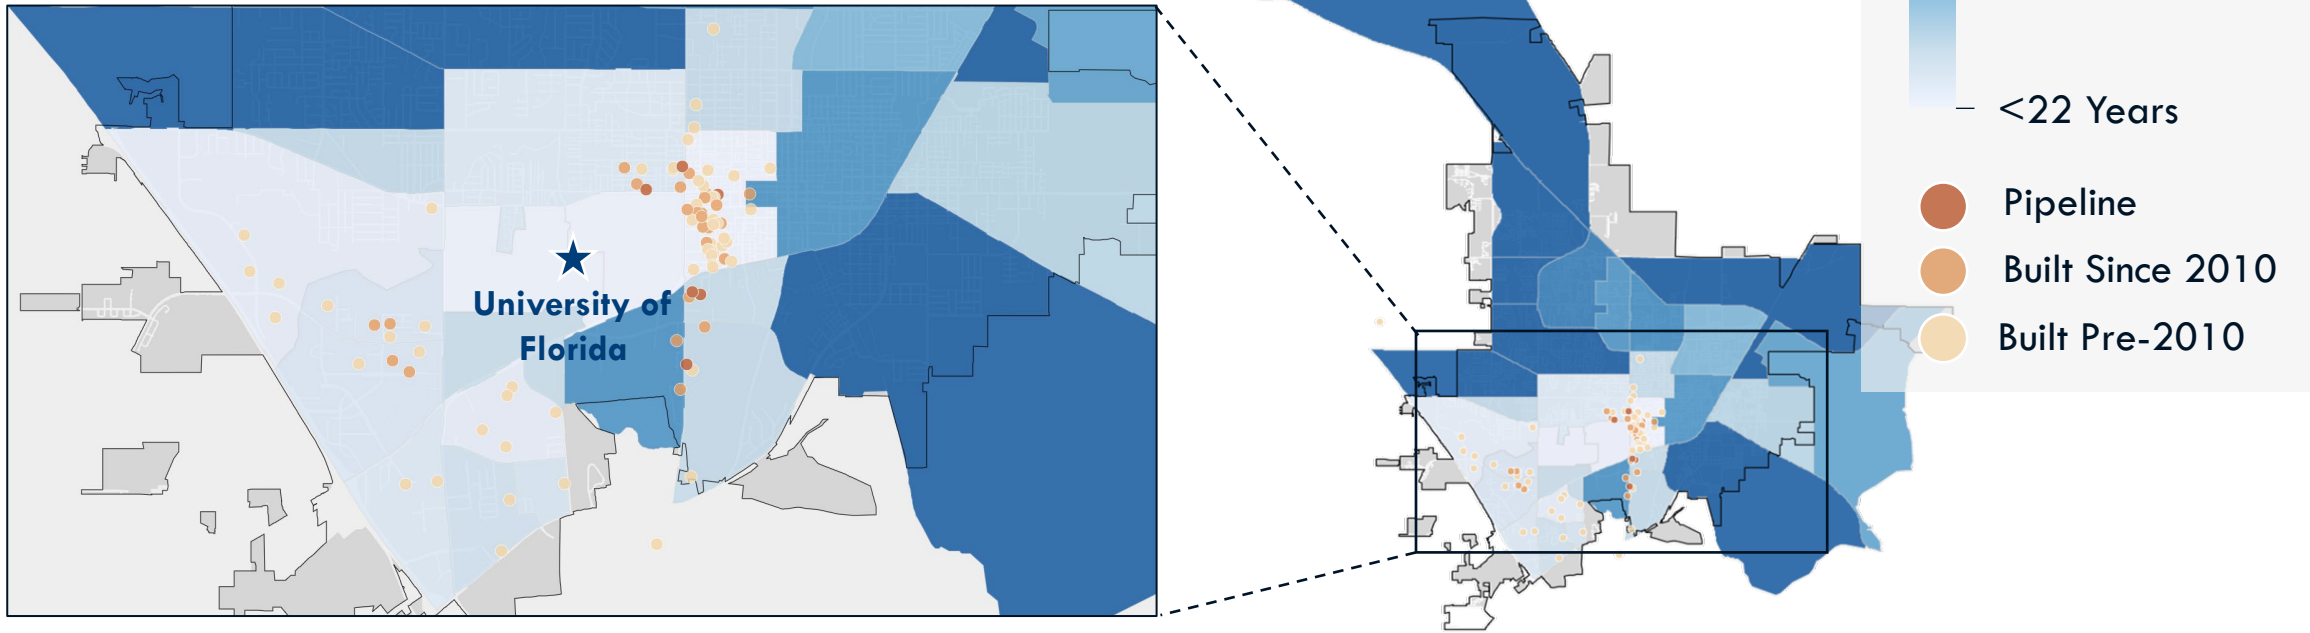 University of
Florida
<22 Years
Pipeline
Built Since 2010
Built Pre-2010